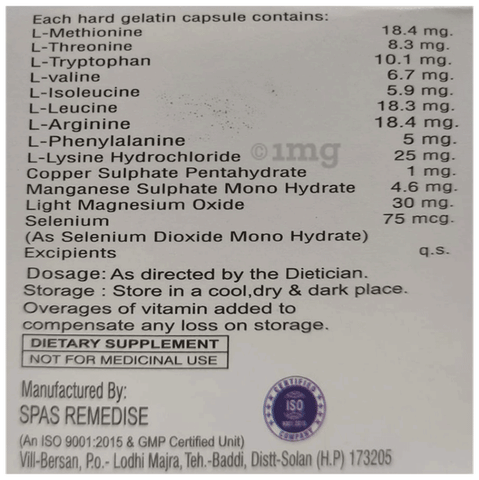 Each hard gelatin capsule contains:
L-Methionine 18.4 mg.
L-Threonine 8.3 mg.
L-Tryptophan 10.1 mg.
L-valine 6.7 mg.
L-Isoleucine 5.9 mg.
L-Leucine 18.3 mg.
L-Arginine 18.4 mg.
L-Phenylalanine 5 mg.
L-Lysine Hydrochloride 25 mg.
©1mg
Copper Sulphate Pentahydrate 1 mg.
Manganese Sulphate Mono Hydrate 4.6 mg.
Light Magnesium Oxide 30 mg.
Selenium 75 mcg.
(As Selenium Dioxide Mono Hydrate)
Excipients q.s.
Dosage: As directed by the Dietician.
Storage : Store in a cool,dry & dark place.
Overages of vitamin added to
compensate any loss on storage.
DIETARY SUPPLEMENT
NOT FOR MEDICINAL USE
Manufactured By:
SPAS REMEDISE
(An ISO 9001:2015 & GMP Certified Unit)
Vill-Bersan, P.o.- Lodhi Majra, Teh.-Baddi, Distt-Solan (H.P) 173205
CERTIFIED
ISO
9001:2015
COMPANY